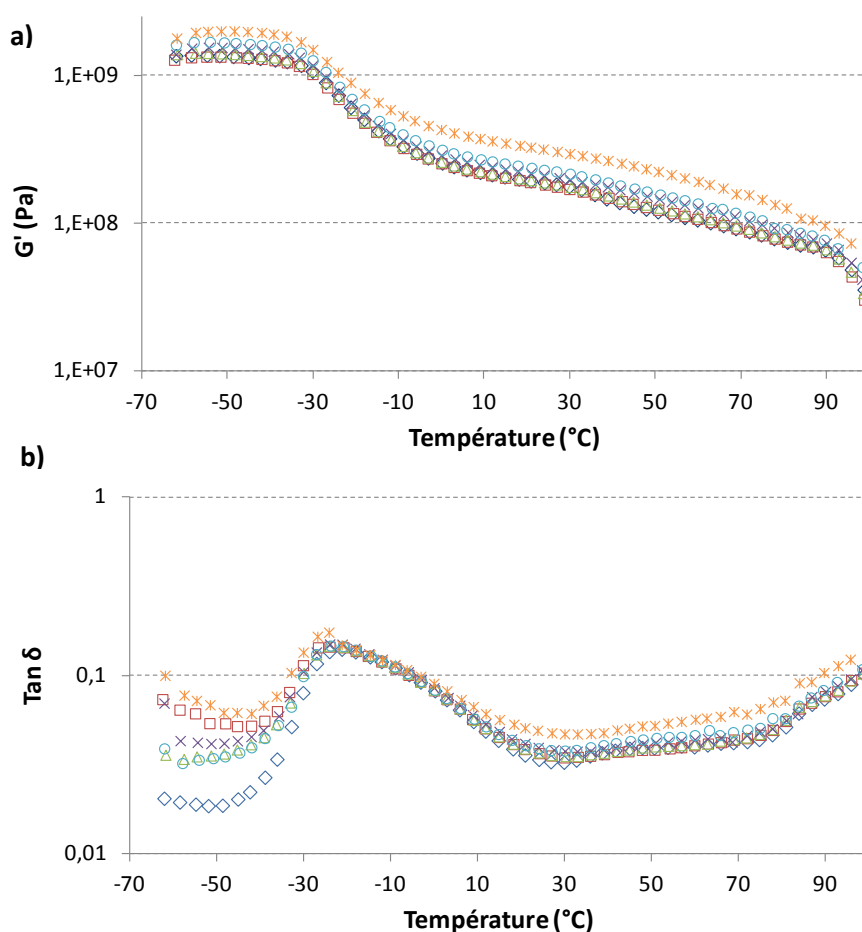 a)
1,E+09
1,E+08
1,E+07
G' (Pa)
-70 -50 -30 -10 10 30 50 70 90
Température (°C)
b)
1
0,1
0,01
Tan δ
-70 -50 -30 -10 10 30 50 70 90
Température (°C)